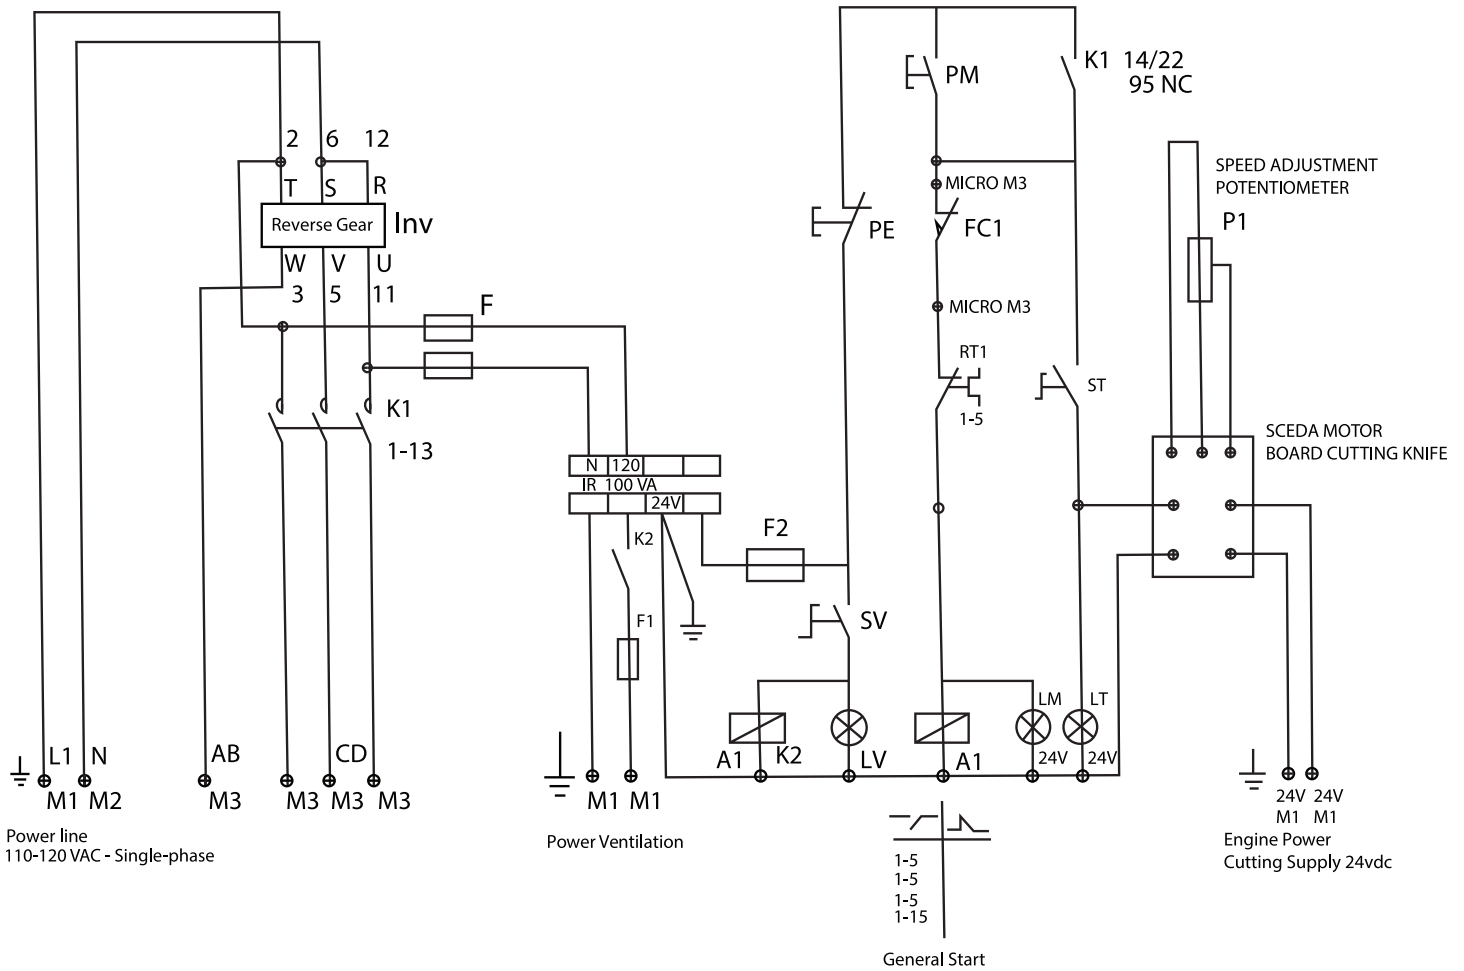 2 6 12
T S R
Reverse Gear
Inv
W V U
3 5 11
F
K1
1-13
L1 N
M1 M2
AB
M3
CD
M3 M3 M3
Power line
110-120 VAC - Single-phase
N 120
IR 100 VA
24V
K2
F1
F2
M1 M1
Power Ventilation
PM
K1 14/22
95 NC
MICRO M3
PE
FC1
MICRO M3
RT1
1-5
ST
SV
A1 K2
LV
A1
LM
24V
LT
24V
1-5
1-5
1-5
1-15
General Start
SPEED ADJUSTMENT
POTENTIOMETER
P1
SCEDA MOTOR
BOARD CUTTING KNIFE
24V 24V
M1 M1
Engine Power
Cutting Supply 24vdc